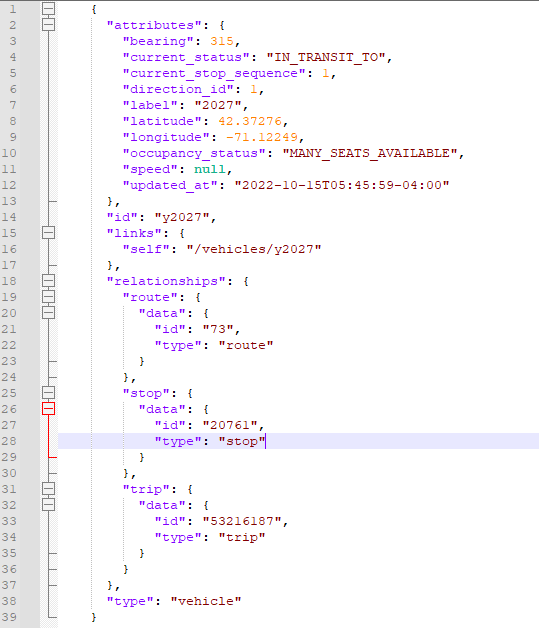 1 {
2 "attributes": {
3 "bearing": 315,
4 "current_status": "IN_TRANSIT_TO",
5 "current_stop_sequence": 1,
6 "direction_id": 1,
7 "label": "2027",
8 "latitude": 42.37276,
9 "longitude": -71.12249,
10 "occupancy_status": "MANY_SEATS_AVAILABLE",
11 "speed": null,
12 "updated_at": "2022-10-15T05:45:59-04:00"
13 },
14 "id": "y2027",
15 "links": {
16 "self": "/vehicles/y2027"
17 },
18 "relationships": {
19 "route": {
20 "data": {
21 "id": "73",
22 "type": "route"
23 }
24 },
25 "stop": {
26 "data": {
27 "id": "20761",
28 "type": "stop"
29 }
30 },
31 "trip": {
32 "data": {
33 "id": "53216187",
34 "type": "trip"
35 }
36 }
37 },
38 "type": "vehicle"
39 }